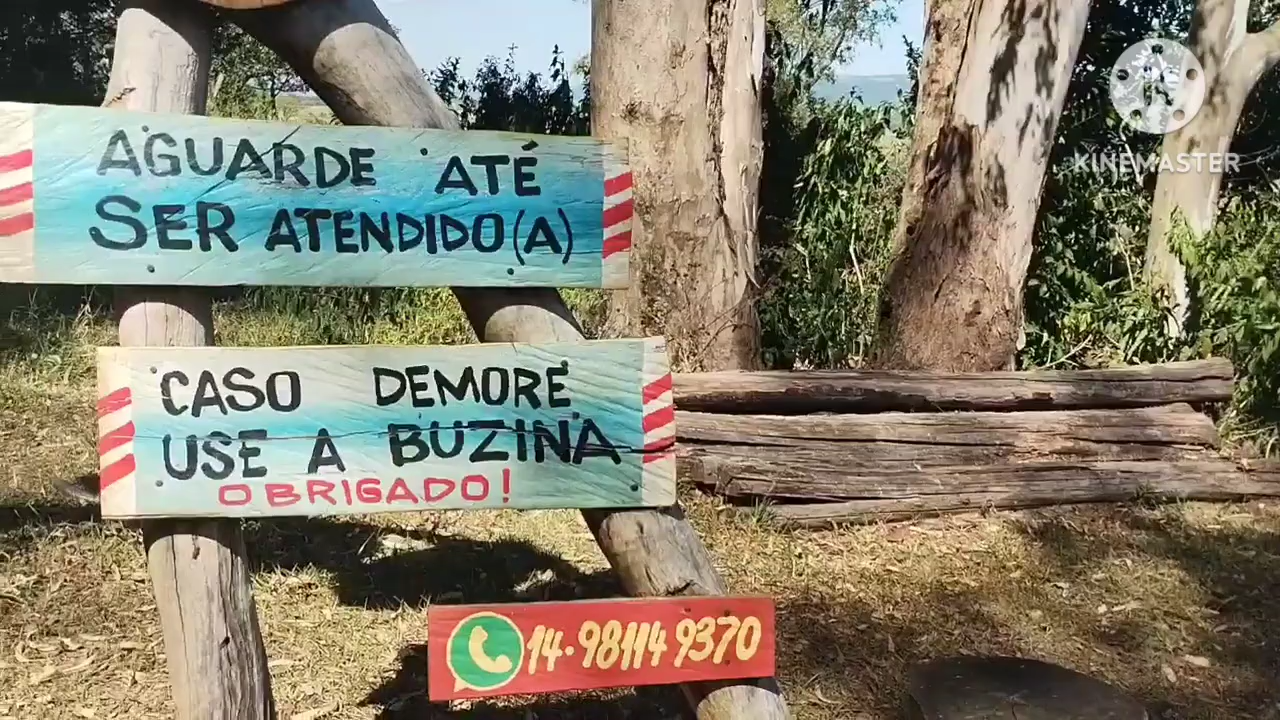 AGUARDE ATÉ
SER ATENDIDO(A)
CASO DEMORE
USE A BUZINA
OBRIGADO!
14-98114 9370
KINEMASTER